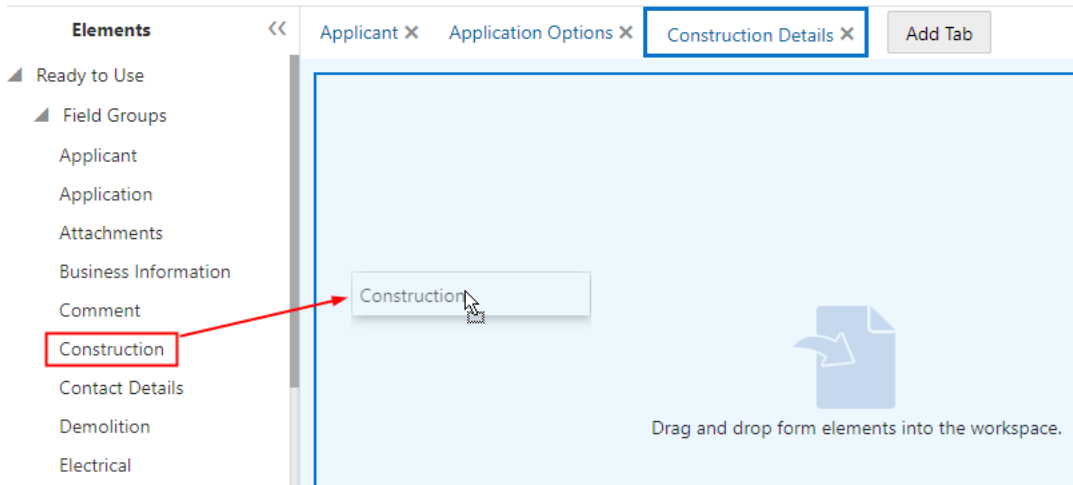 Elements
Applicant
Application Options
Construction Details
Add Tab
Ready to Use
Field Groups
Applicant
Application
Attachments
Business Information
Comment
Construction
Contact Details
Demolition
Electrical
Construction
Drag and drop form elements into the workspace.